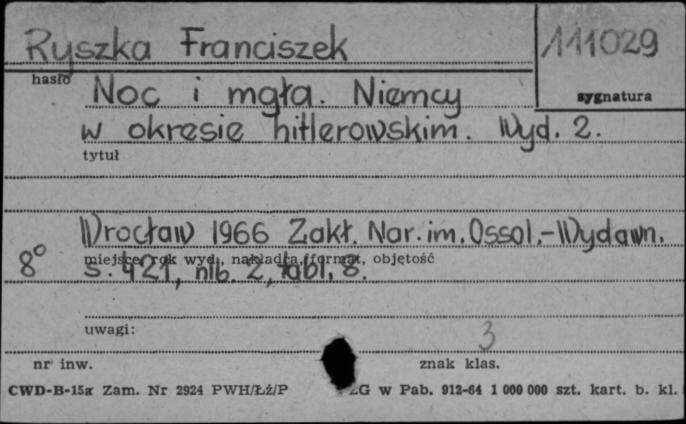 Ryszka Franciszek
111029
hasło
Noc i mgła. Niemcy
sygnatura
w okresie hitlerowskim. Wyd. 2.
tytuł
Wrocław 1966 Zakł. Nar. im. Ossol.-Wydawn.
8°
miejsce, rok wyd., nakładca, format, objętość
s. 421, nlb. 2, tabl. 8.
uwagi:
3
nr inw.
znak klas.
CWD-B-15a Zam. Nr 2924 PWH/Łź/P ZG w Pab. 912-64 1 000 000 szt. kart. b. kl.